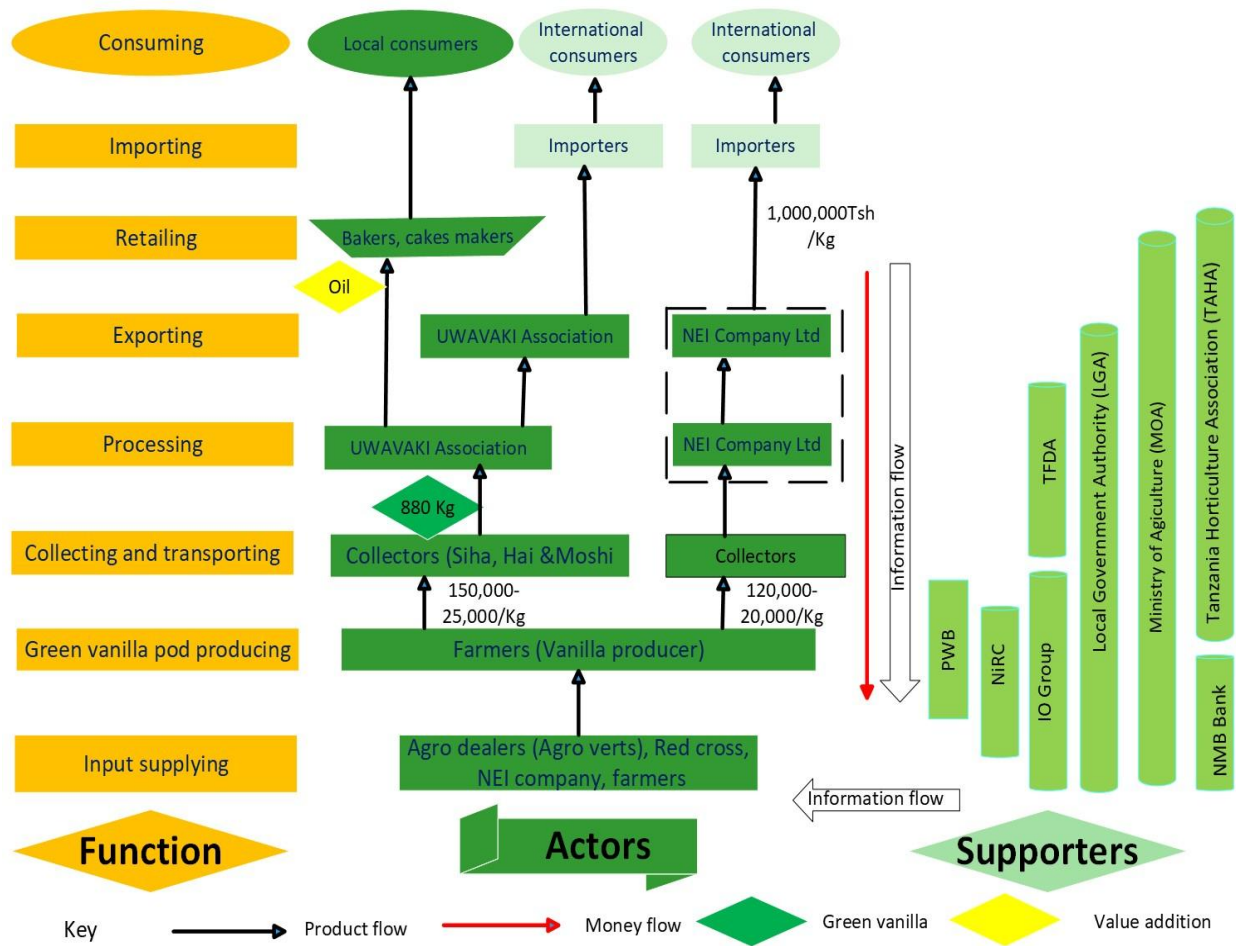 Consuming
Local consumers
International
consumers
International
consumers
Importing
Importers
Importers
1,000,000Tsh
/Kg
Retailing
Bakers, cakes makers
Oil
Exporting
UWAVAKI Association
NEI Company Ltd
Processing
UWAVAKI Association
NEI Company Ltd
880 Kg
Collecting and transporting
Collectors (Siha, Hai &Moshi
Collectors
150,000-
25,000/Kg
120,000-
20,000/Kg
Green vanilla pod producing
Farmers (Vanilla producer)
Input supplying
Agro dealers (Agro verts), Red cross,
NEI company, farmers
Information flow
Information flow
PWB
NiRC
TFDA
IO Group
Local Government Authority (LGA)
Ministry of Agiculture (MOA)
Tanzania Horticulture Association (TAHA)
NMB Bank
Function
Actors
Supporters
Key
Product flow
Money flow
Green vanilla
Value addition